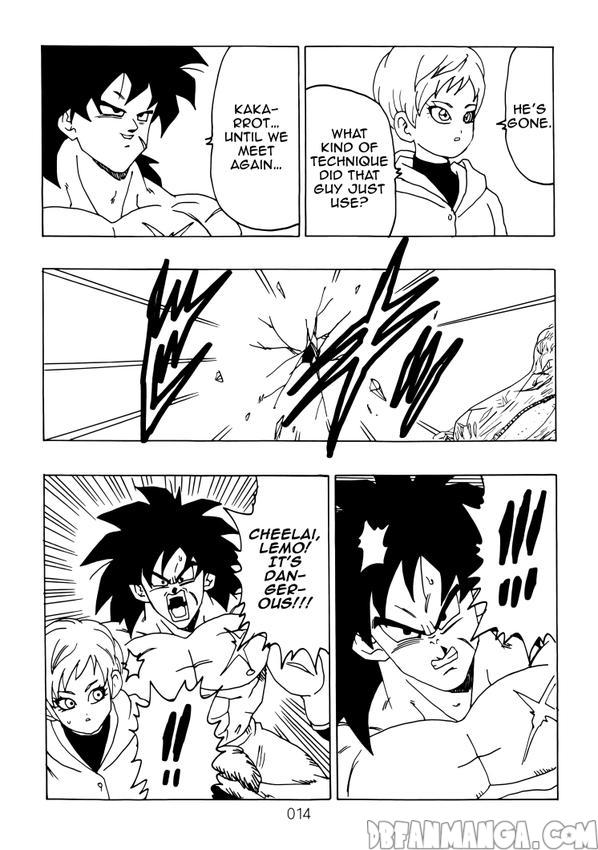 HE'S
GONE.
WHAT
KIND OF
TECHNIQUE
DID THAT
GUY JUST
USE?
KAKA-
RROT...
UNTIL WE
MEET
AGAIN...
!!!
CHEELAI,
LEMO!
IT'S
DAN-
GER-
OUS!!!
!!
014
DBFANMANGA.COM